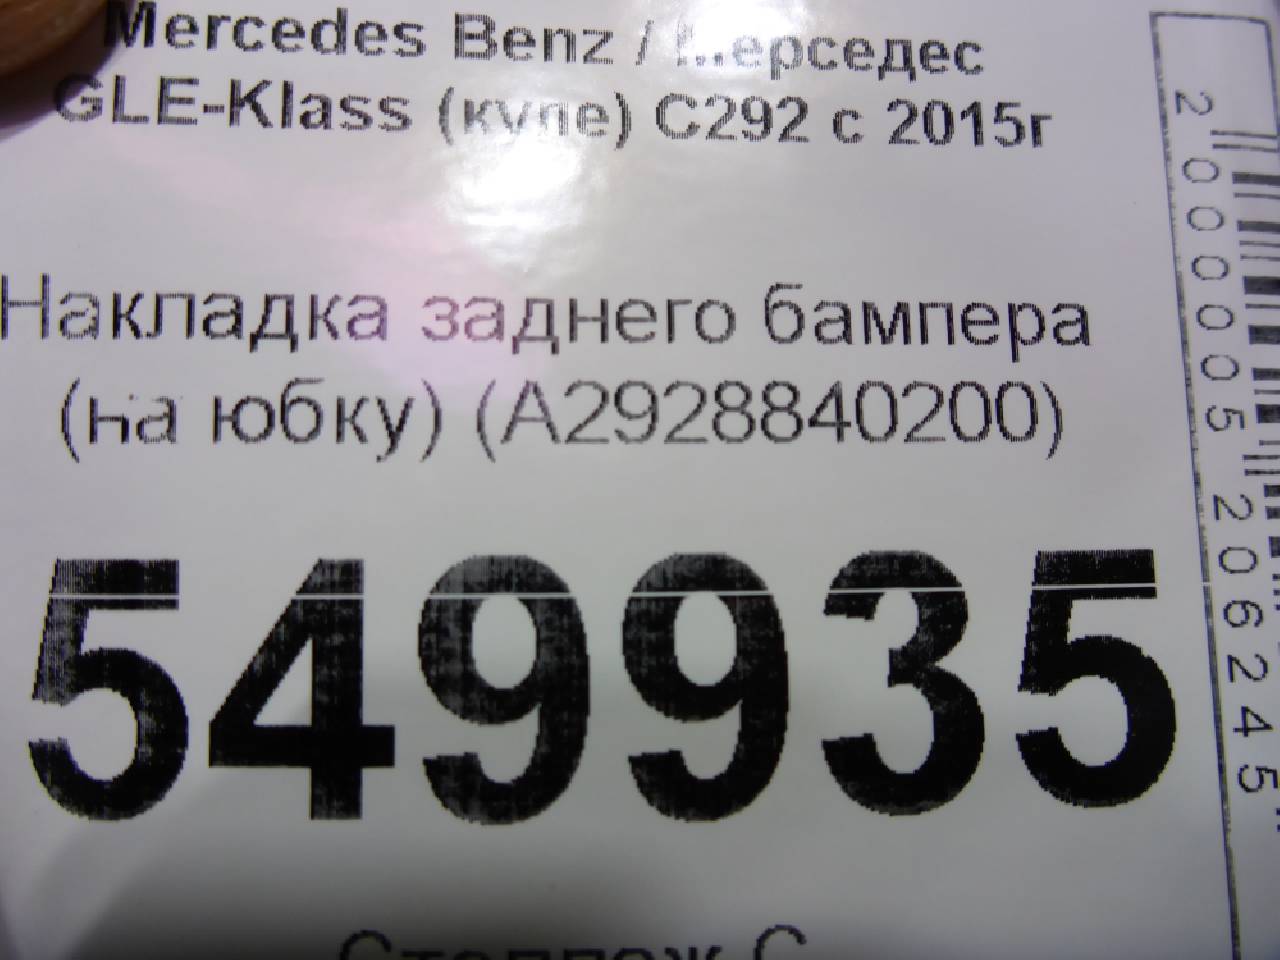 Mercedes Benz / Мерседес
GLE-Klass (купе) C292 с 2015г
Накладка заднего бампера
(на юбку) (A2928840200)
549935
2000005206245